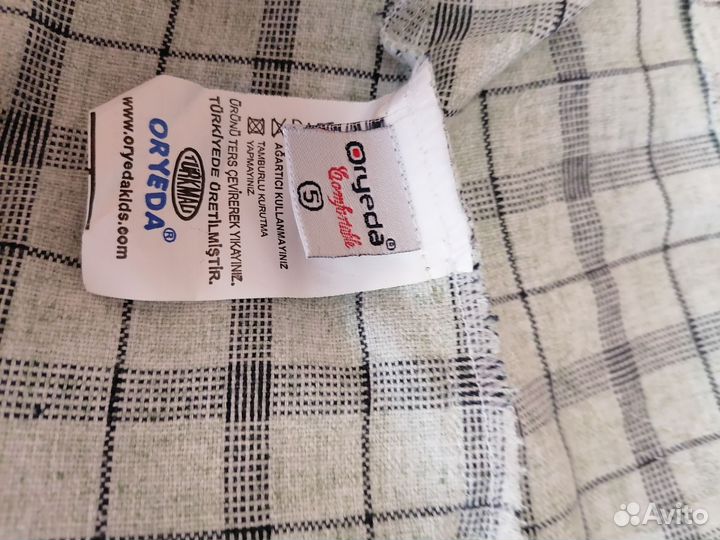 Oryeda®
Comfortable
5
AĞARTICI KULLANMAYINIZ
TAMBURLU KURUTMA
YAPMAYINIZ
ÜRÜNÜ TERS ÇEVİREREK YIKAYINIZ.
TÜRKİYEDE ÜRETİLMİŞTİR.
TÜRKMALI
ORYEDA®
www.oryedakids.com
Avito